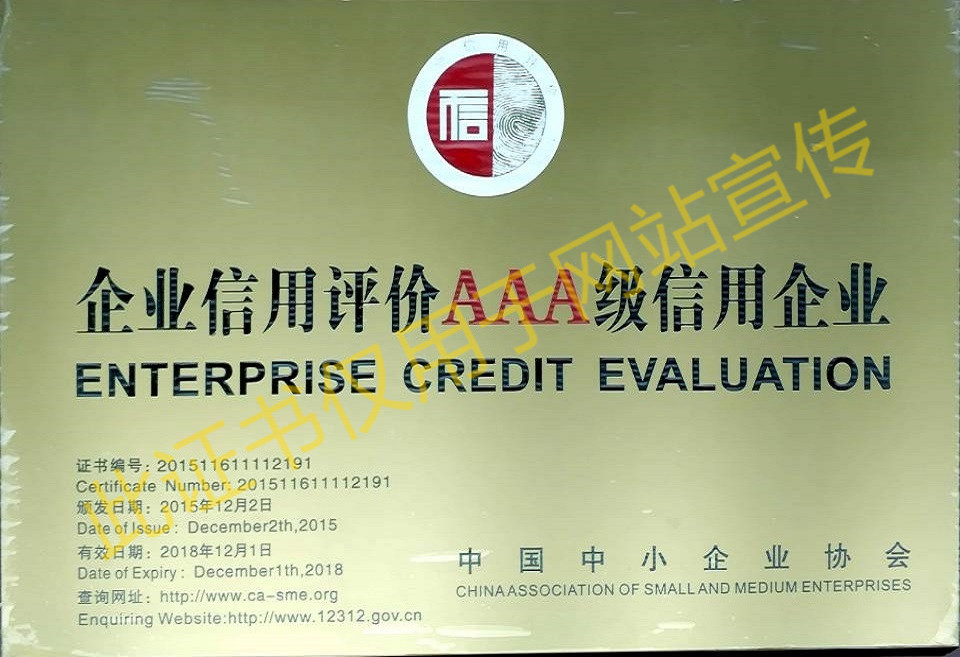 信
企业信用评价AAA级信用企业
ENTERPRISE CREDIT EVALUATION
证书编号: 201511611112191
Certificate Number: 201511611112191
颁发日期: 2015年12月2日
Date of Issue: December2th,2015
有效日期: 2018年12月1日
Date of Expiry: December1th,2018
查询网址: http://www.ca-sme.org
Enquiring Website:http://www.12312.gov.cn
中国中小企业协会
CHINA ASSOCIATION OF SMALL AND MEDIUM ENTERPRISES
此证书仅用于网站宣传